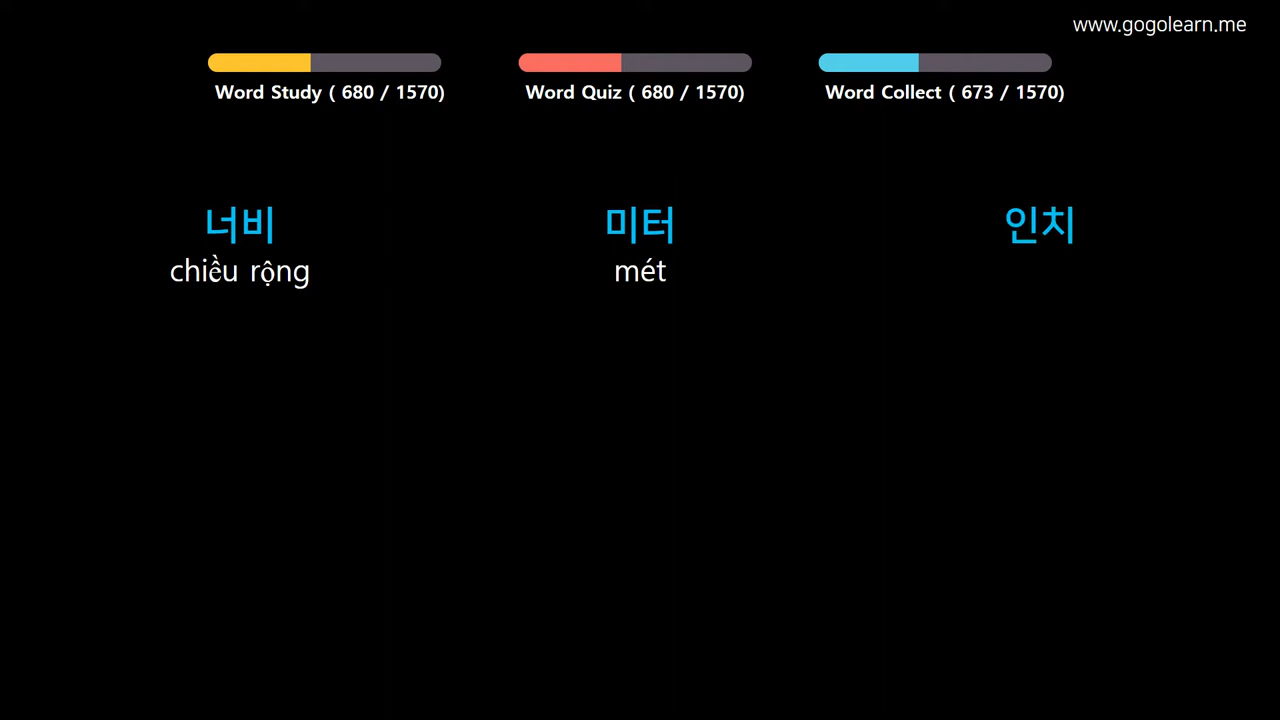 www.gogolearn.me
Word Study ( 680 / 1570)
Word Quiz ( 680 / 1570)
Word Collect ( 673 / 1570)
너비
미터
인치
chiều rộng
mét